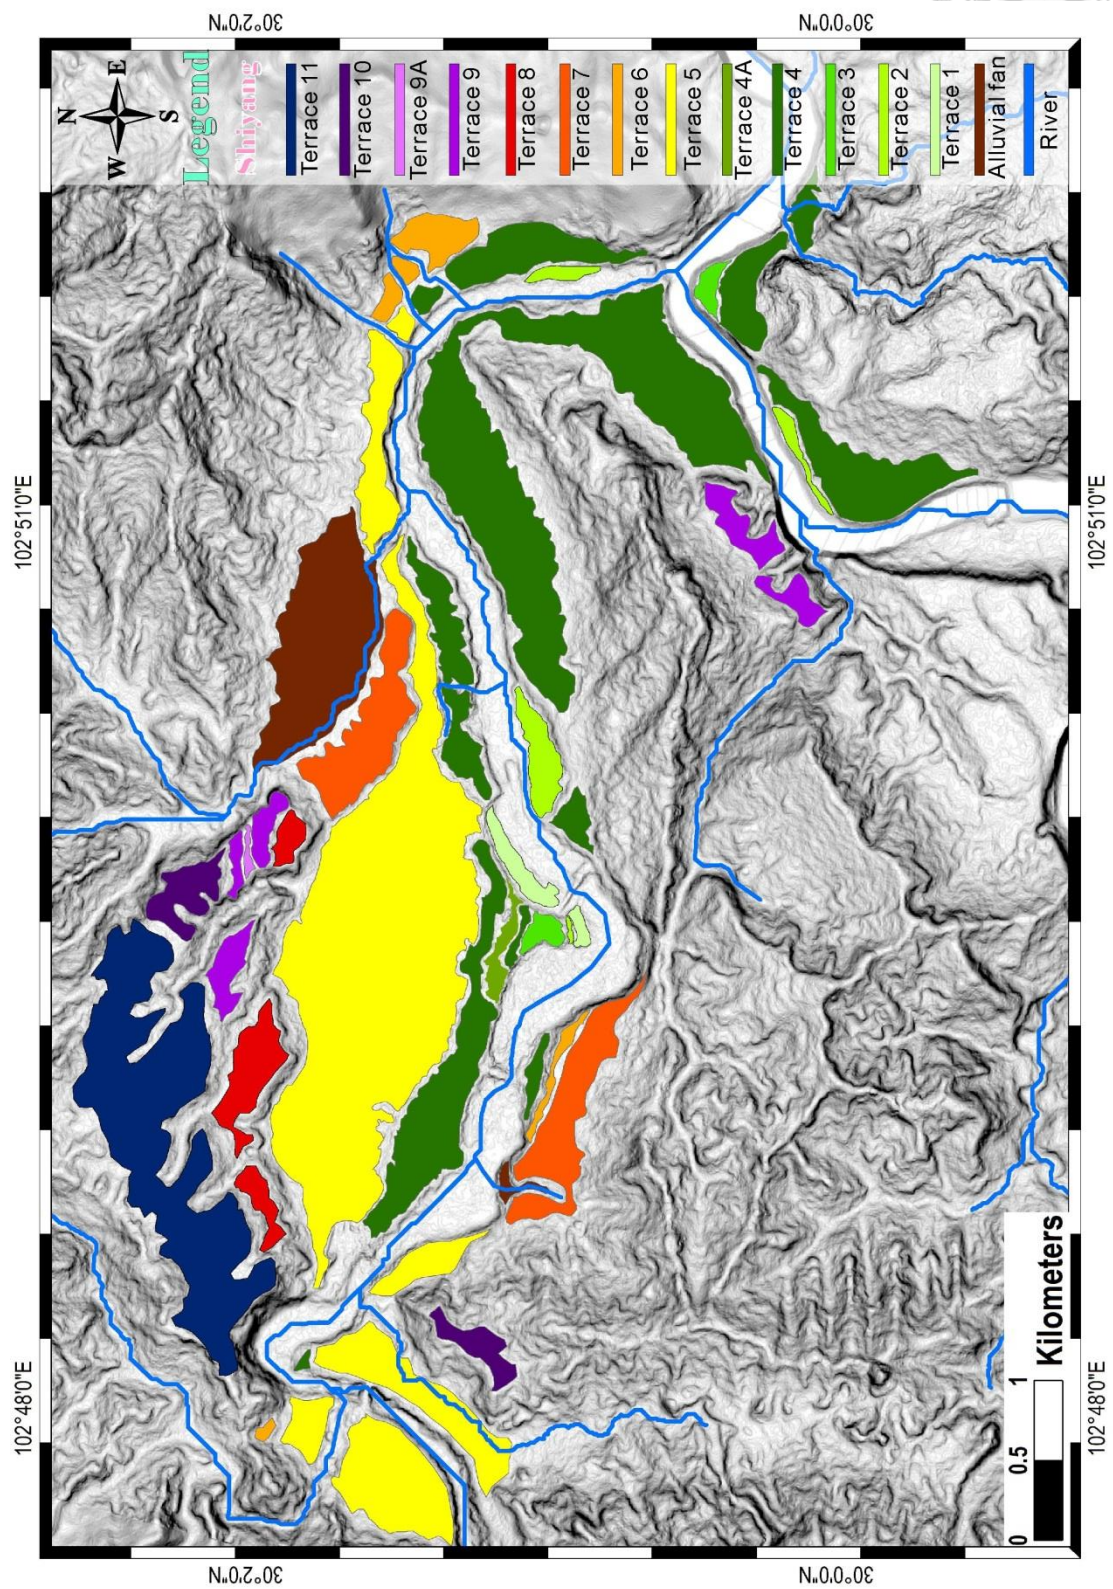 102°48'0"E
102°51'0"E
30°2'0"N
30°2'0"N
30°0'0"N
30°0'0"N
102°48'0"E
102°51'0"E
N
W
E
S
Legend
Shiyang
Terrace 11
Terrace 10
Terrace 9A
Terrace 9
Terrace 8
Terrace 7
Terrace 6
Terrace 5
Terrace 4A
Terrace 4
Terrace 3
Terrace 2
Terrace 1
Alluvial fan
River
0 0.5 1
Kilometers